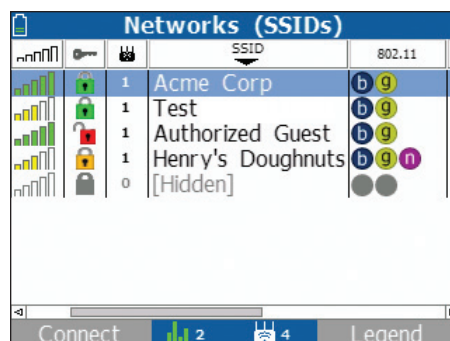 Networks (SSIDs)
SSID 802.11
1 Acme Corp b g
1 Test b g
1 Authorized Guest b g
1 Henry's Doughnuts b g n
0 [Hidden]
Connect 2 4 Legend